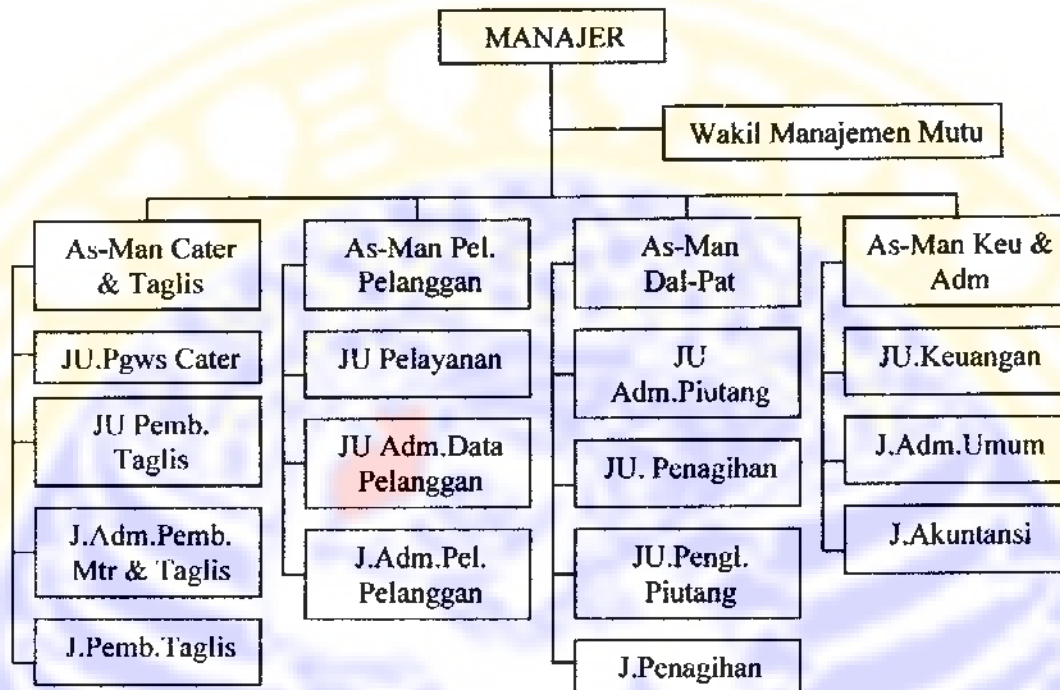 MANAJER
Wakil Manajemen Mutu
As-Man Cater
& Taglis
JU.Pgws Cater
JU Pemb.
Taglis
J.Adm.Pemb.
Mtr & Taglis
J.Pemb.Taglis
As-Man Pel.
Pelanggan
JU Pelayanan
JU Adm.Data
Pelanggan
J.Adm.Pel.
Pelanggan
As-Man
Dal-Pat
JU
Adm.Piutang
JU. Penagihan
JU.Pengl.
Piutang
J.Penagihan
As-Man Keu &
Adm
JU.Keuangan
J.Adm.Umum
J.Akuntansi